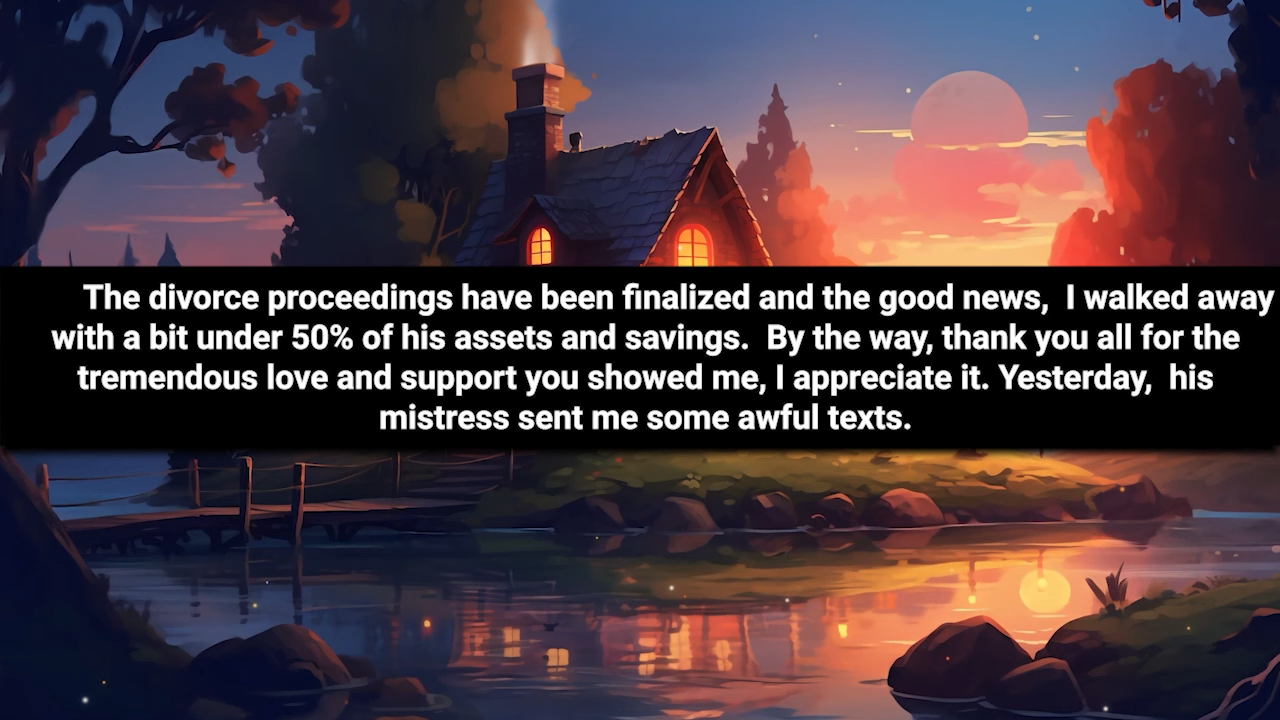 The divorce proceedings have been finalized and the good news,  I walked away
with a bit under 50% of his assets and savings.  By the way, thank you all for the
tremendous love and support you showed me, I appreciate it. Yesterday,  his
mistress sent me some awful texts.